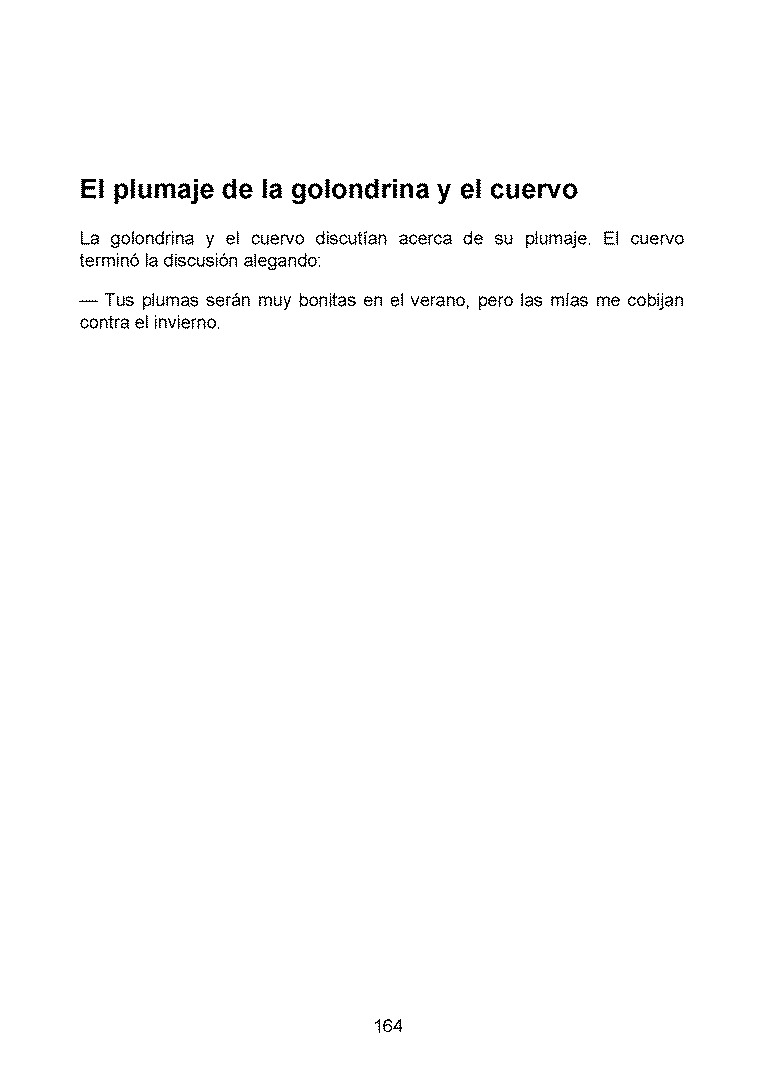 El plumaje de la golondrina y el cuervo
La golondrina y el cuervo discutían acerca de su plumaje. El cuervo
terminó la discusión alegando:
— Tus plumas serán muy bonitas en el verano, pero las mías me cobijan
contra el invierno.
164